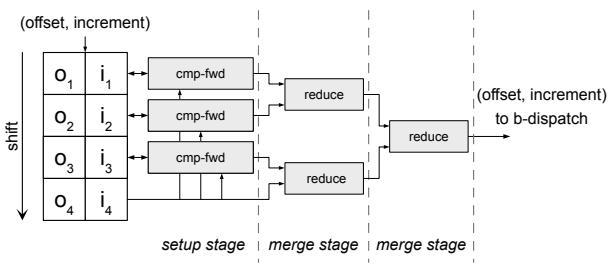 (offset, increment)
shift
o1 i1
cmp-fwd
o2 i2
cmp-fwd
o3 i3
cmp-fwd
o4 i4
reduce
reduce
reduce
(offset, increment)
to b-dispatch
setup stage
merge stage
merge stage